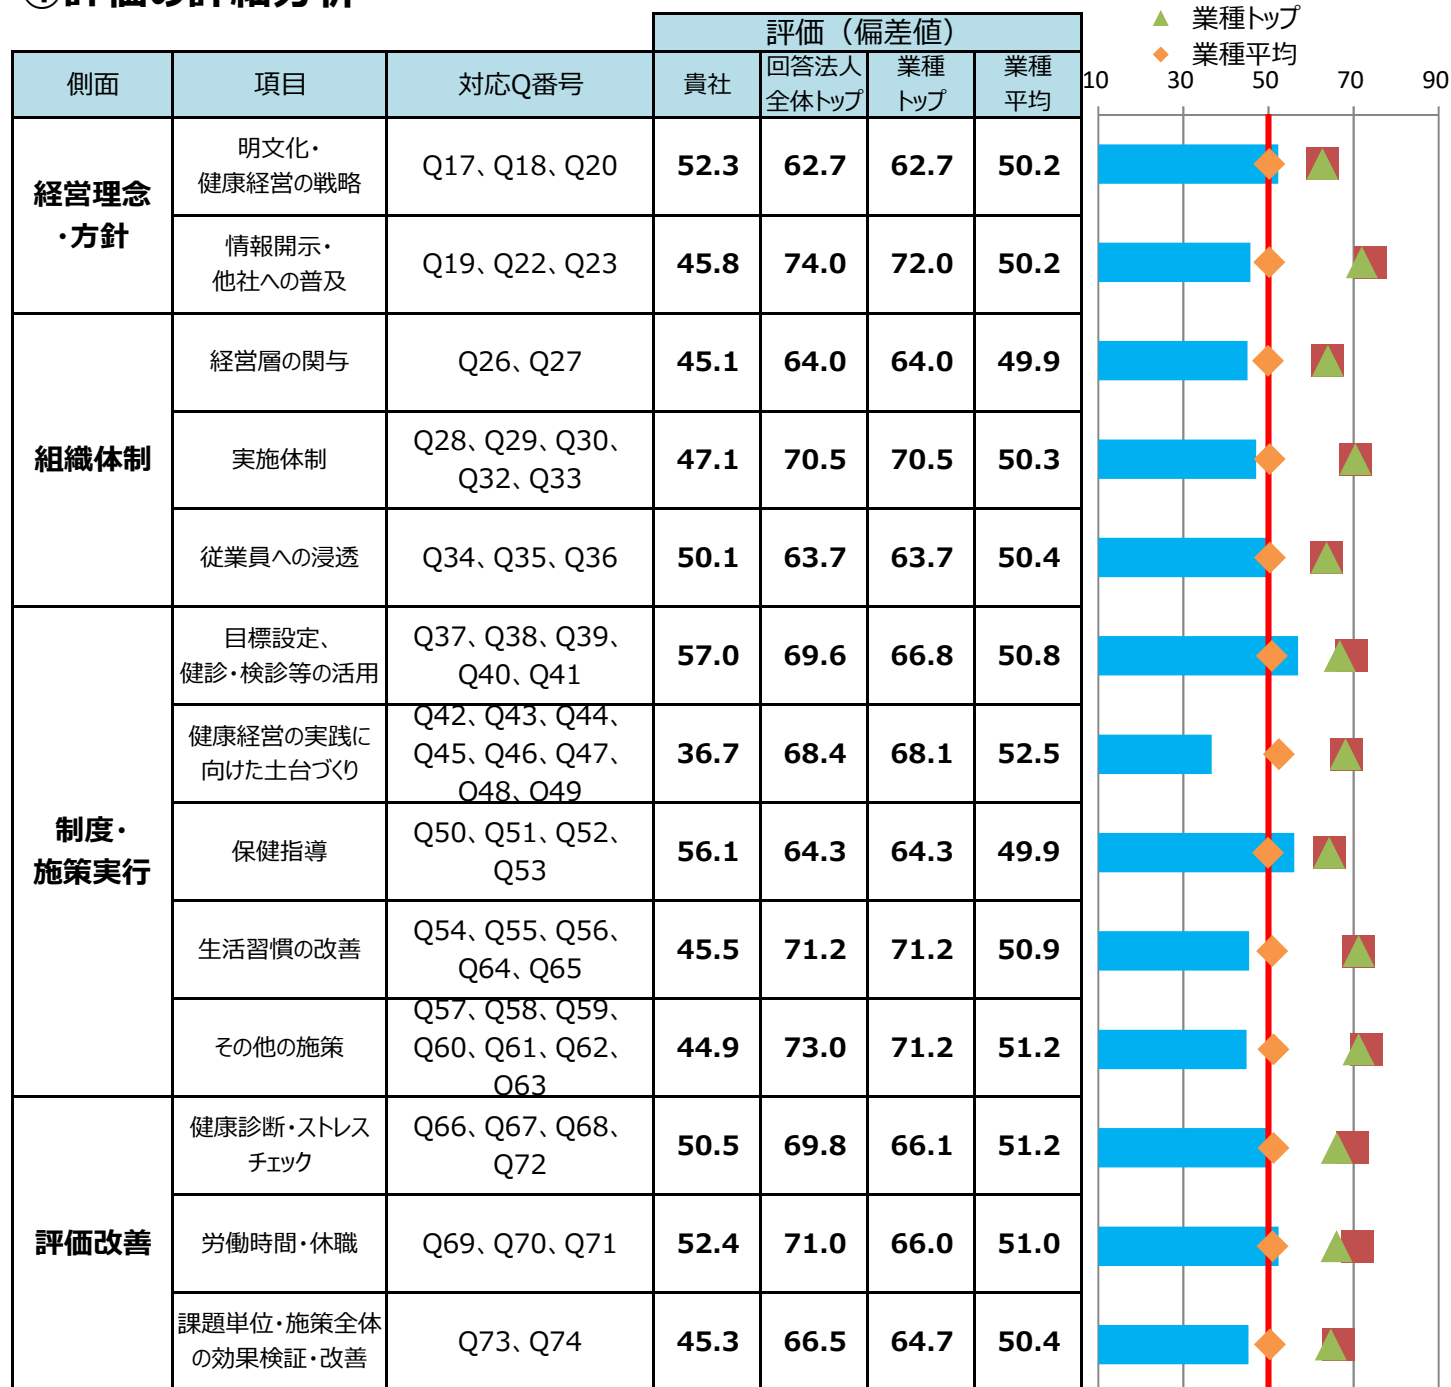 評価の詳細分析
▲ 業種トップ
◆ 業種平均
評価（偏差値）
側面 項目 対応Q番号 貴社 回答法人全体トップ 業種トップ 業種平均
10 30 50 70 90
経営理念
・方針
明文化・
健康経営の戦略
Q17、Q18、Q20
52.3 62.7 62.7 50.2
情報開示・
他社への普及
Q19、Q22、Q23
45.8 74.0 72.0 50.2
組織体制
経営層の関与
Q26、Q27
45.1 64.0 64.0 49.9
実施体制
Q28、Q29、Q30、
Q32、Q33
47.1 70.5 70.5 50.3
従業員への浸透
Q34、Q35、Q36
50.1 63.7 63.7 50.4
制度・
施策実行
目標設定、
健診・検診等の活用
Q37、Q38、Q39、
Q40、Q41
57.0 69.6 66.8 50.8
健康経営の実践に
向けた土台づくり
Q42、Q43、Q44、
Q45、Q46、Q47、
Q48、Q49
36.7 68.4 68.1 52.5
保健指導
Q50、Q51、Q52、
Q53
56.1 64.3 64.3 49.9
生活習慣の改善
Q54、Q55、Q56、
Q64、Q65
45.5 71.2 71.2 50.9
その他の施策
Q57、Q58、Q59、
Q60、Q61、Q62、
Q63
44.9 73.0 71.2 51.2
評価改善
健康診断・ストレス
チェック
Q66、Q67、Q68、
Q72
50.5 69.8 66.1 51.2
労働時間・休職
Q69、Q70、Q71
52.4 71.0 66.0 51.0
課題単位・施策全体
の効果検証・改善
Q73、Q74
45.3 66.5 64.7 50.4